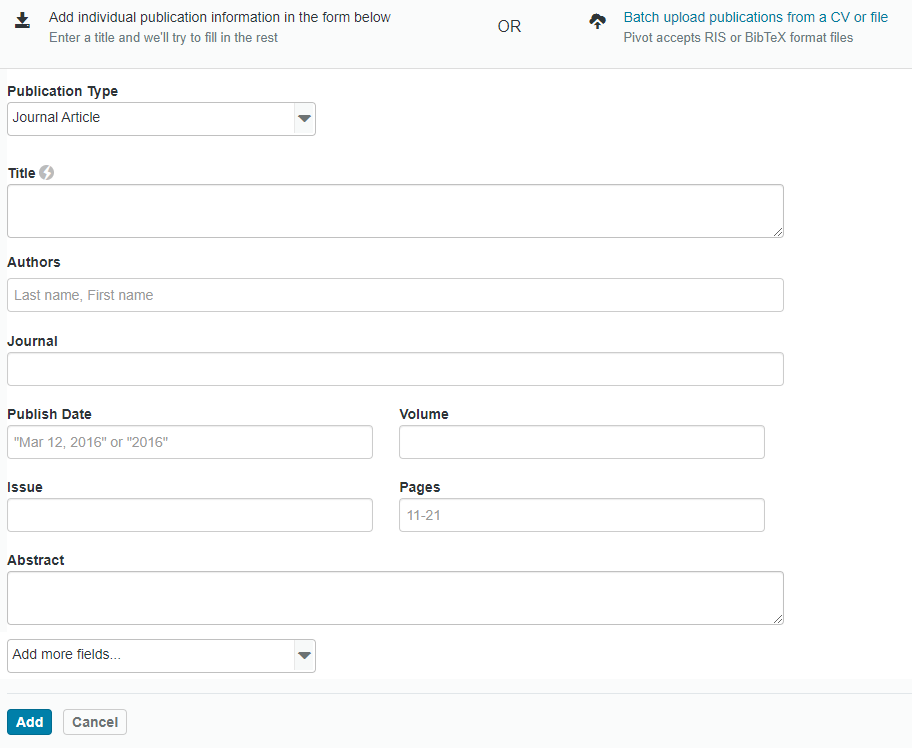 Add individual publication information in the form below
Enter a title and we'll try to fill in the rest
OR
Batch upload publications from a CV or file
Pivot accepts RIS or BibTeX format files
Publication Type
Journal Article
Title
Authors
Last name, First name
Journal
Publish Date
Volume
"Mar 12, 2016" or "2016"
Issue
Pages
11-21
Abstract
Add more fields...
Add
Cancel